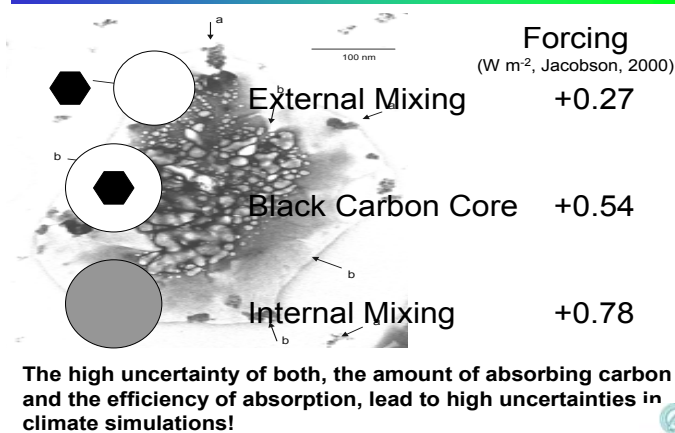 a
100 nm
Forcing
(W m-2, Jacobson, 2000)
b
External Mixing +0.27
a
b
Black Carbon Core +0.54
b
Internal Mixing +0.78
a
b
The high uncertainty of both, the amount of absorbing carbon
and the efficiency of absorption, lead to high uncertainties in
climate simulations!